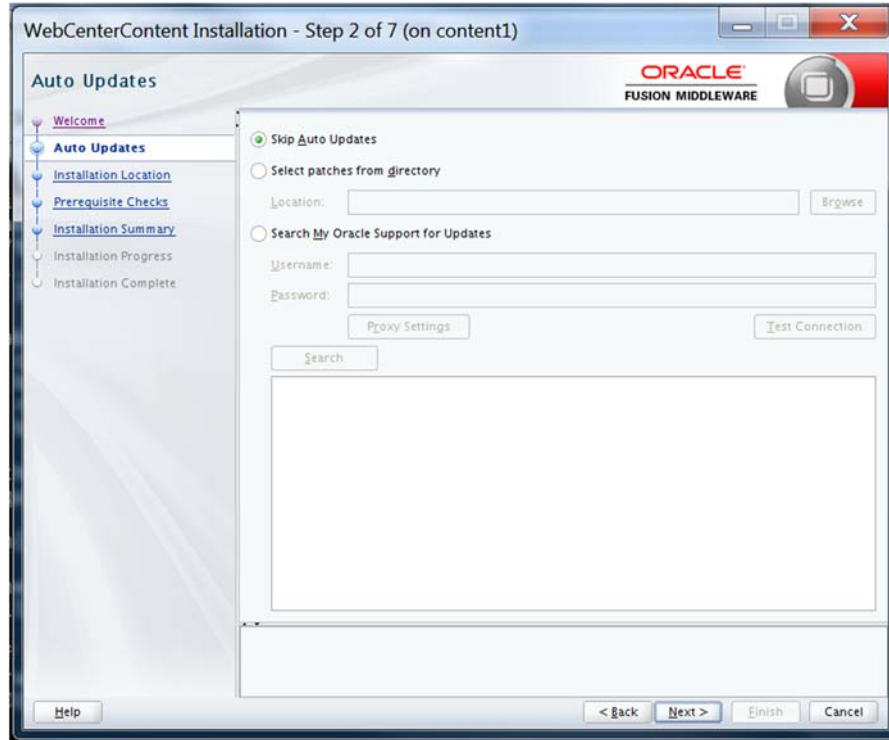 WebCenterContent Installation - Step 2 of 7 (on content1)
Auto Updates
ORACLE
FUSION MIDDLEWARE
Welcome
Auto Updates
Installation Location
Prerequisite Checks
Installation Summary
Installation Progress
Installation Complete
Skip Auto Updates
Select patches from directory
Location:
Browse
Search My Oracle Support for Updates
Username:
Password:
Proxy Settings
Test Connection
Search
Help
< Back
Next >
Finish
Cancel